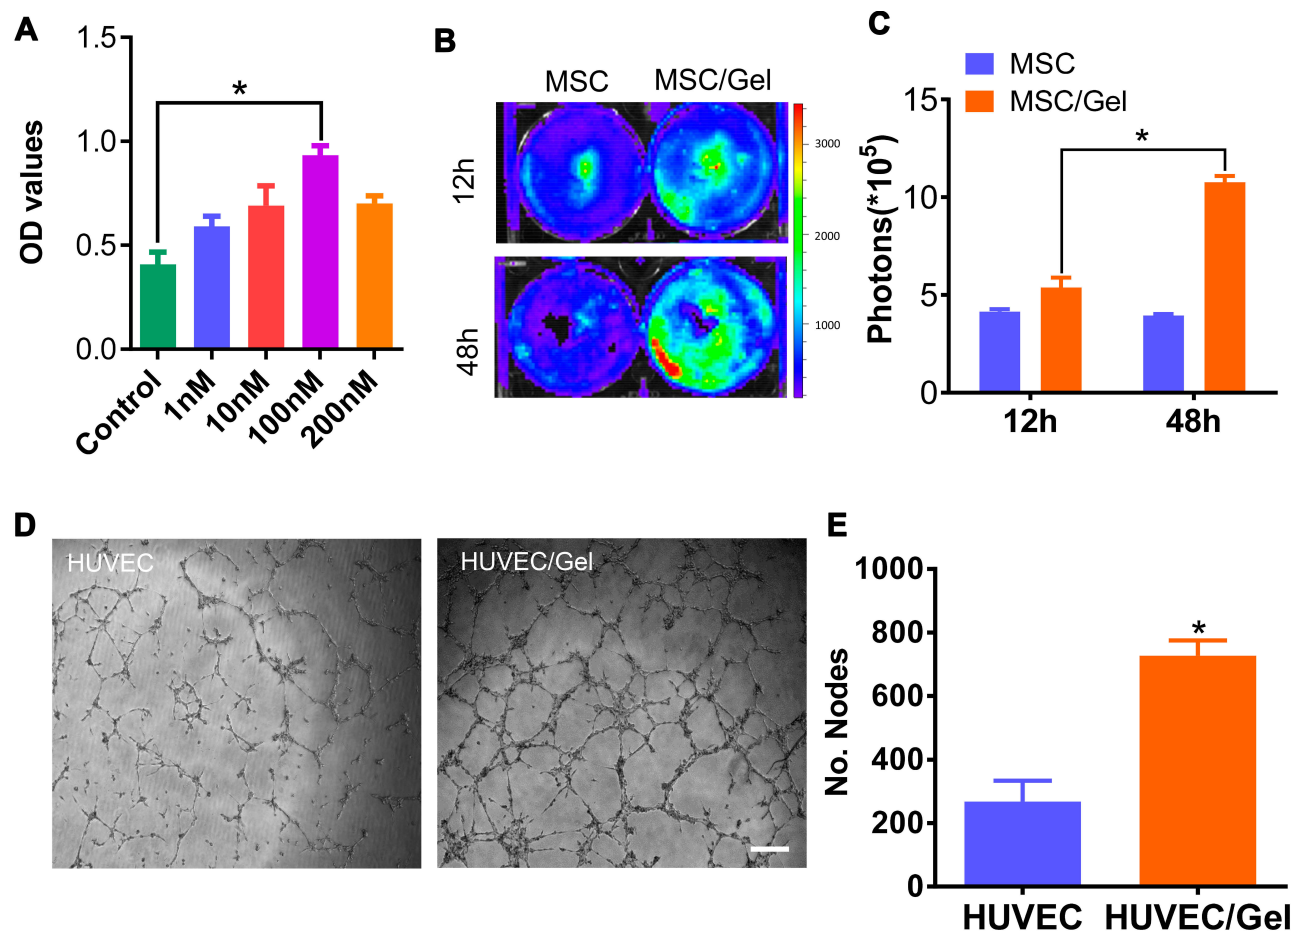 A
1.5
1.0
0.5
0.0
OD values
*
Control
1nM
10nM
100nM
200nM
B
MSC MSC/Gel
12h
48h
3000
2000
1000
C
MSC
MSC/Gel
15
10
5
0
Photons(*10⁵)
*
12h 48h
D
HUVEC
HUVEC/Gel
E
1000
800
600
400
200
0
No. Nodes
*
HUVEC HUVEC/Gel